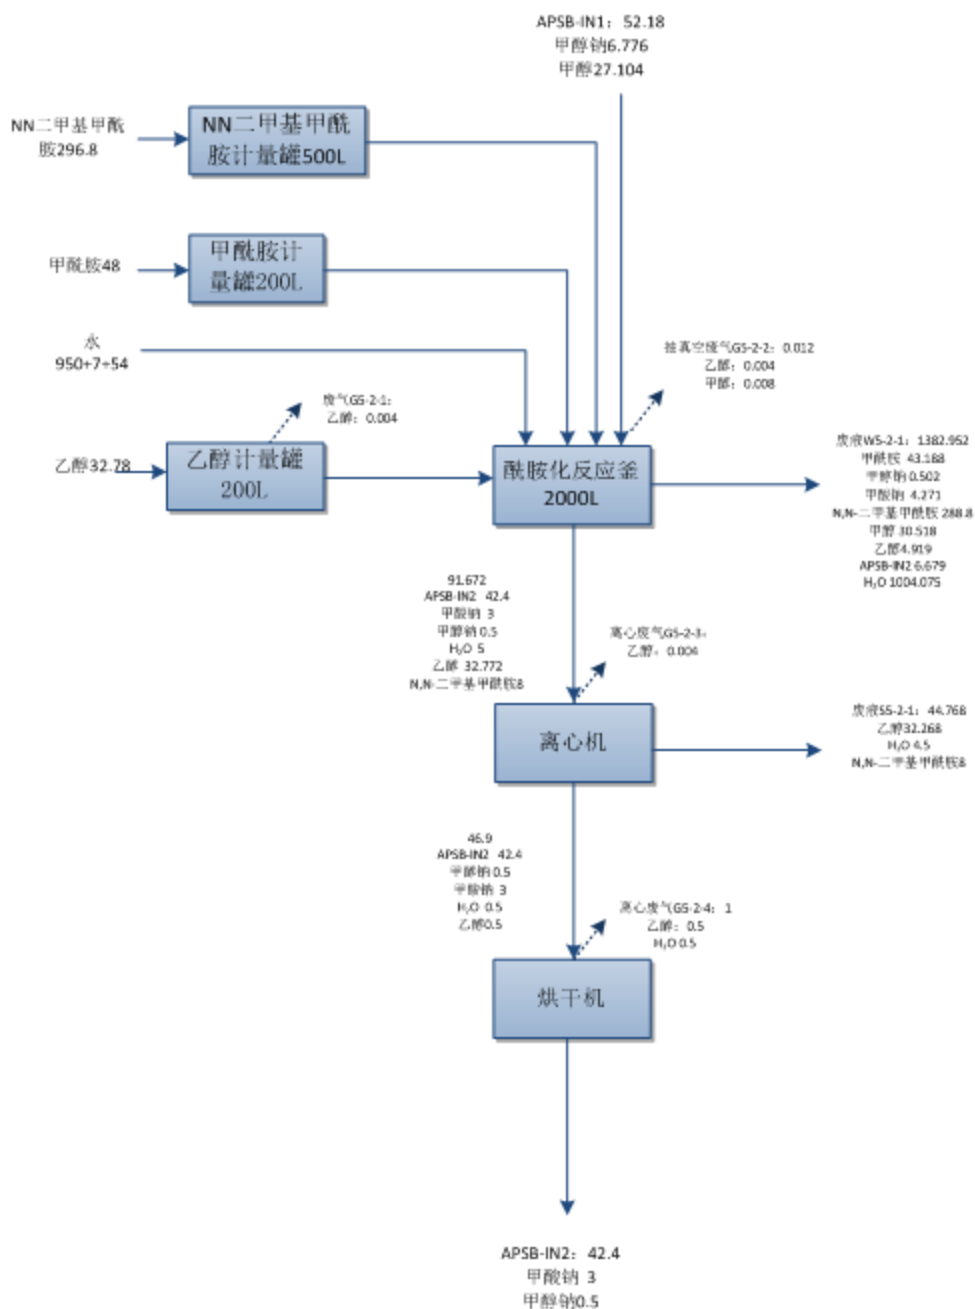 APSB-IN1：52.18
甲醇钠6.776
甲醇27.104
NN二甲基甲酰
胺296.8
NN二甲基甲酰
胺计量罐500L
甲酰胺48
甲酰胺计
量罐200L
水
950+7+54
抽真空废气G5-2-2：0.012
乙醇：0.004
甲醇：0.008
废气G5-2-1：
乙醇：0.004
乙醇32.78
乙醇计量罐
200L
酰胺化反应釜
2000L
废液W5-2-1：1382.952
甲酰胺 43.188
甲醇钠 0.502
甲酸钠 4.271
N,N-二甲基甲酰胺 288.8
甲醇 30.518
乙醇4.919
APSB-IN2 6.679
H₂O 1004.075
91.672
APSB-IN2 42.4
甲酸钠 3
甲醇钠 0.5
H₂O 5
乙醇 32.772
N,N-二甲基甲酰胺8
离心废气G5-2-3：
乙醇：0.004
离心机
废液S5-2-1：44.768
乙醇32.268
H₂O 4.5
N,N-二甲基甲酰胺8
46.9
APSB-IN2 42.4
甲醇钠 0.5
甲酸钠 3
H₂O 0.5
乙醇0.5
离心废气G5-2-4：1
乙醇：0.5
H₂O 0.5
烘干机
APSB-IN2：42.4
甲酸钠 3
甲醇钠0.5